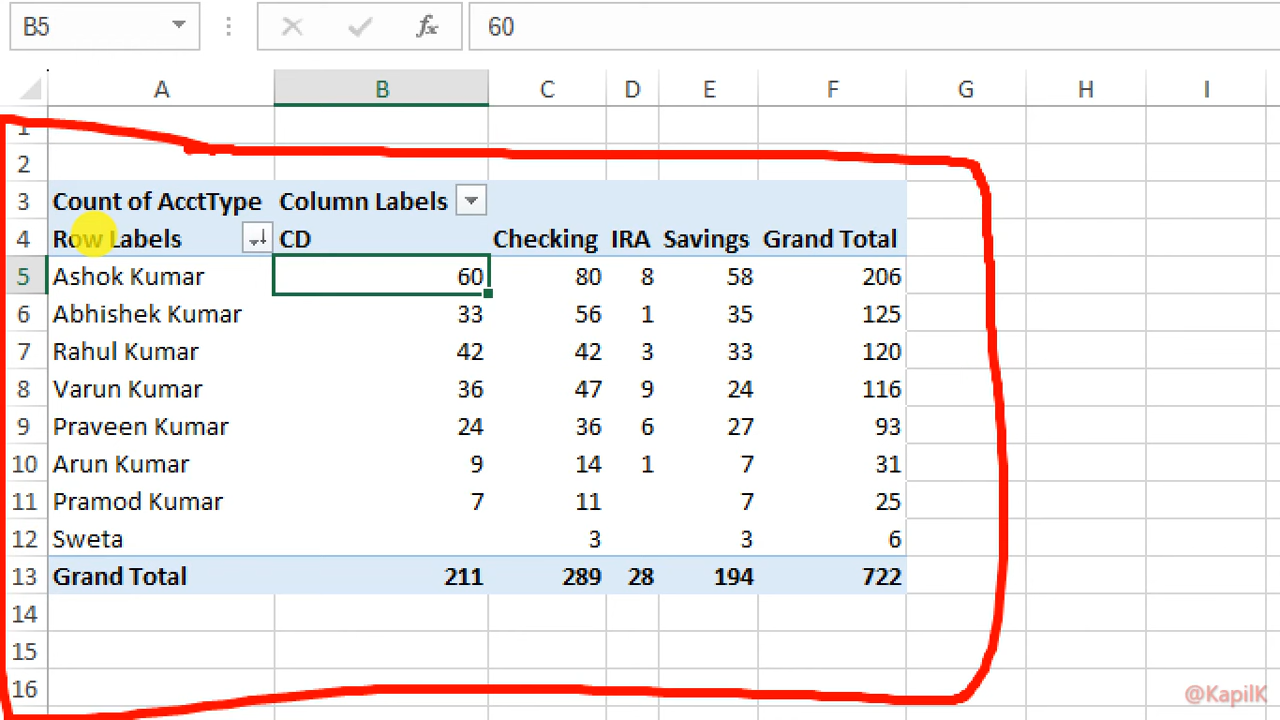 B5 fx 60
A B C D E F G H I
1
2
3 Count of AcctType Column Labels
4 Row Labels CD Checking IRA Savings Grand Total
5 Ashok Kumar 60 80 8 58 206
6 Abhishek Kumar 33 56 1 35 125
7 Rahul Kumar 42 42 3 33 120
8 Varun Kumar 36 47 9 24 116
9 Praveen Kumar 24 36 6 27 93
10 Arun Kumar 9 14 1 7 31
11 Pramod Kumar 7 11 7 25
12 Sweta 3 3 6
13 Grand Total 211 289 28 194 722
14
15
16
@KapilK